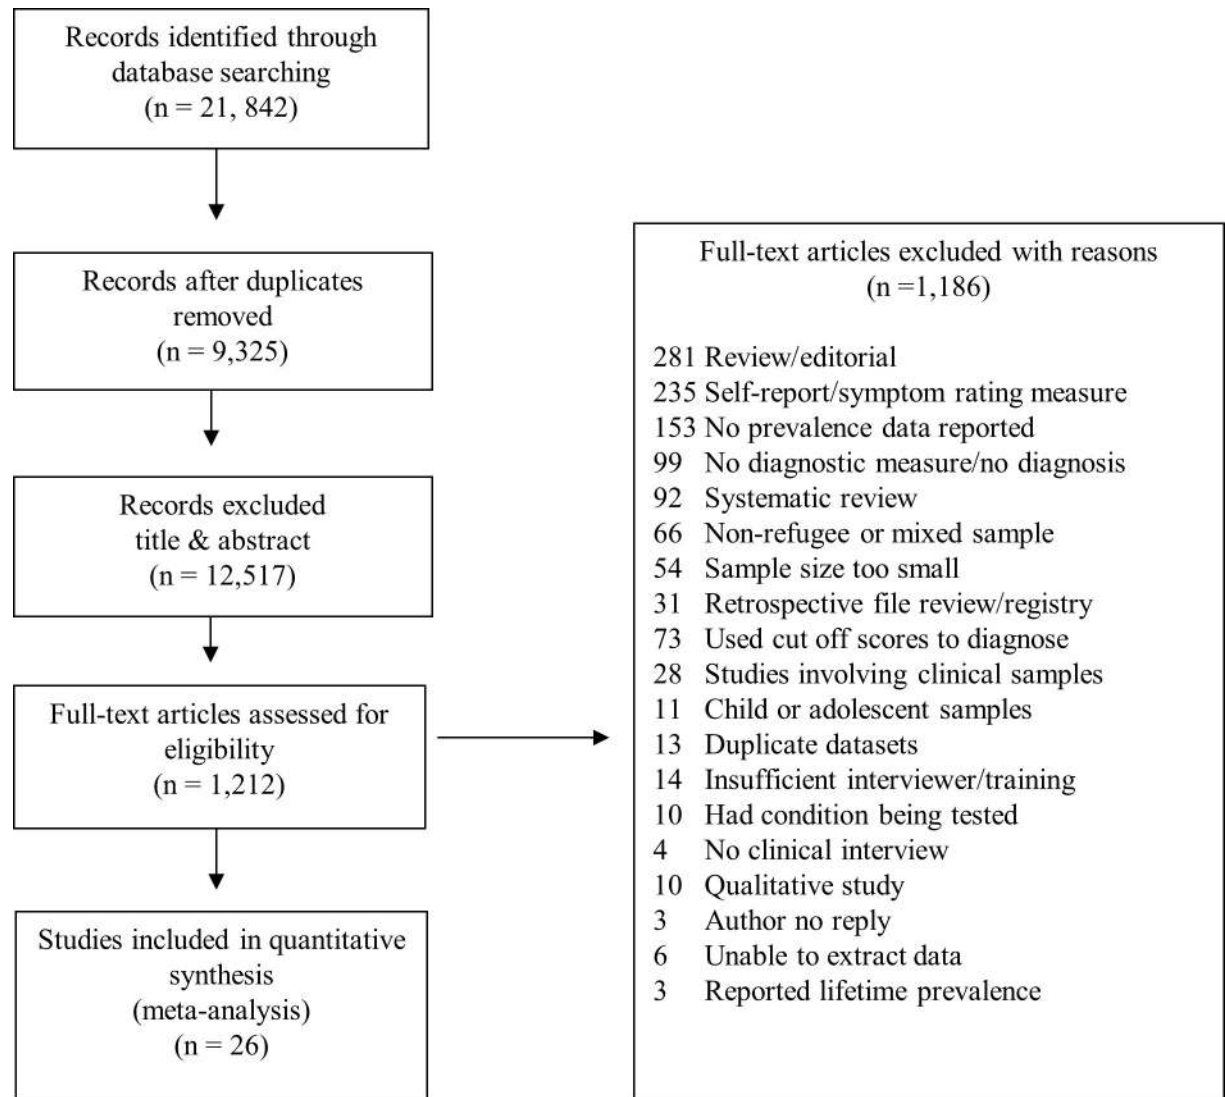 Records identified through
database searching
(n = 21, 842)
Records after duplicates
removed
(n = 9,325)
Records excluded
title & abstract
(n = 12,517)
Full-text articles assessed for
eligibility
(n = 1,212)
Studies included in quantitative
synthesis
(meta-analysis)
(n = 26)
Full-text articles excluded with reasons
(n =1,186)
281 Review/editorial
235 Self-report/symptom rating measure
153 No prevalence data reported
99 No diagnostic measure/no diagnosis
92 Systematic review
66 Non-refugee or mixed sample
54 Sample size too small
31 Retrospective file review/registry
73 Used cut off scores to diagnose
28 Studies involving clinical samples
11 Child or adolescent samples
13 Duplicate datasets
14 Insufficient interviewer/training
10 Had condition being tested
4 No clinical interview
10 Qualitative study
3 Author no reply
6 Unable to extract data
3 Reported lifetime prevalence